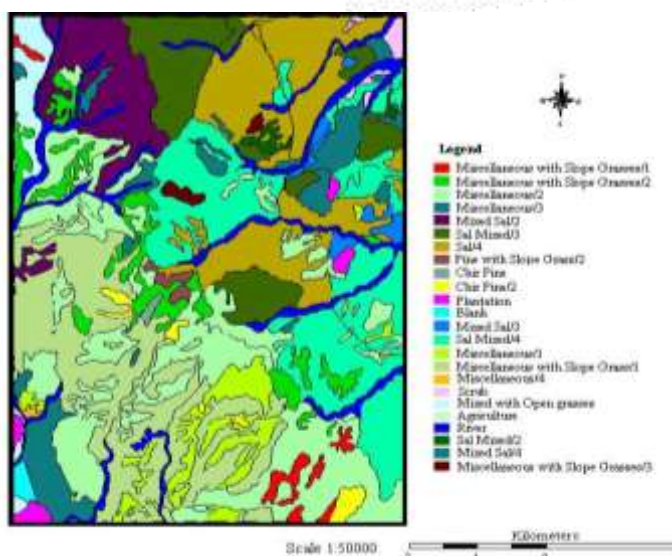 Legend
Miscellaneous with Slope Grasses/1
Miscellaneous with Slope Grasses/2
Miscellaneous/2
Miscellaneous/3
Mixed Sal/2
Sal Mixed/3
Sal/4
Pine with Slope Grass/2
Chir Pine
Chir Pine/2
Plantation
Blank
Mixed Sal/3
Sal Mixed/4
Miscellaneous/1
Miscellaneous with Slope Grass/1
Miscellaneous/4
Scrub
Mixed with Open grasses
Agriculture
River
Sal Mixed/2
Mixed Sal/4
Miscellaneous with Slope Grasses/3
Kilometers
Scale 1:50000